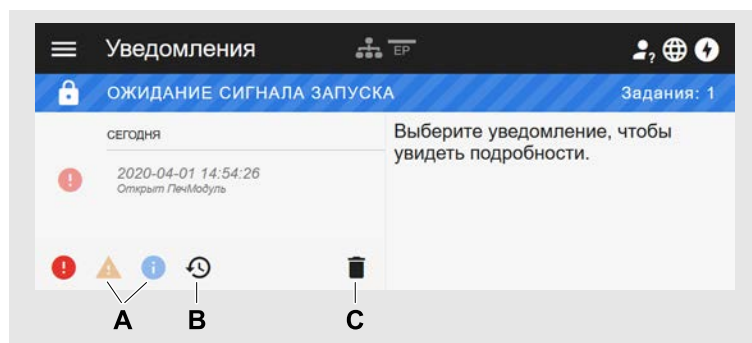 Уведомления
EP
?
ОЖИДАНИЕ СИГНАЛА ЗАПУСКА
Задания: 1
СЕГОДНЯ
2020-04-01 14:54:26
Открыт ПечМодуль
Выберите уведомление, чтобы
увидеть подробности.
A
B
C